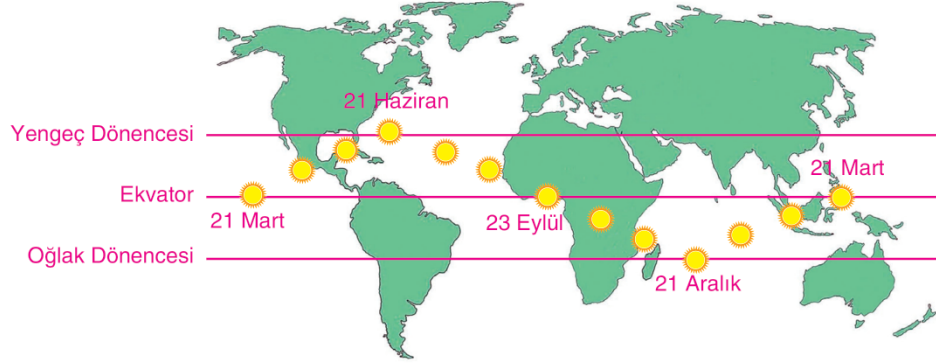 21 Haziran
Yengeç Dönencesi
21 Mart
Ekvator
21 Mart
23 Eylül
Oğlak Dönencesi
21 Aralık